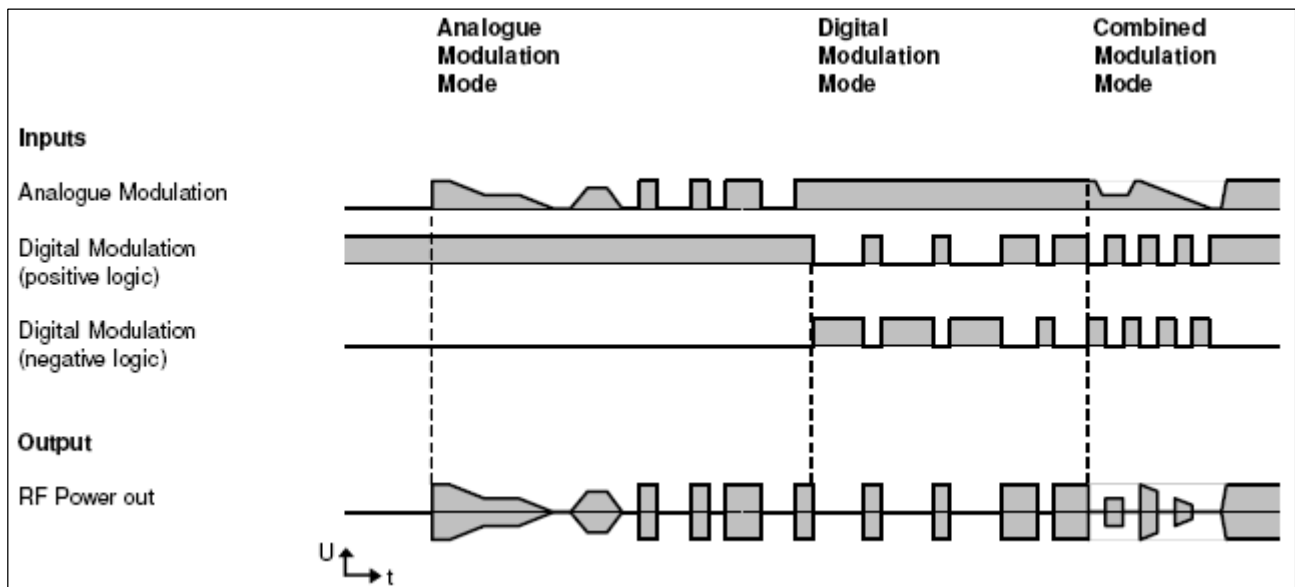 Analogue
Modulation
Mode
Digital
Modulation
Mode
Combined
Modulation
Mode
Inputs
Analogue Modulation
Digital Modulation
(positive logic)
Digital Modulation
(negative logic)
Output
RF Power out
U
t